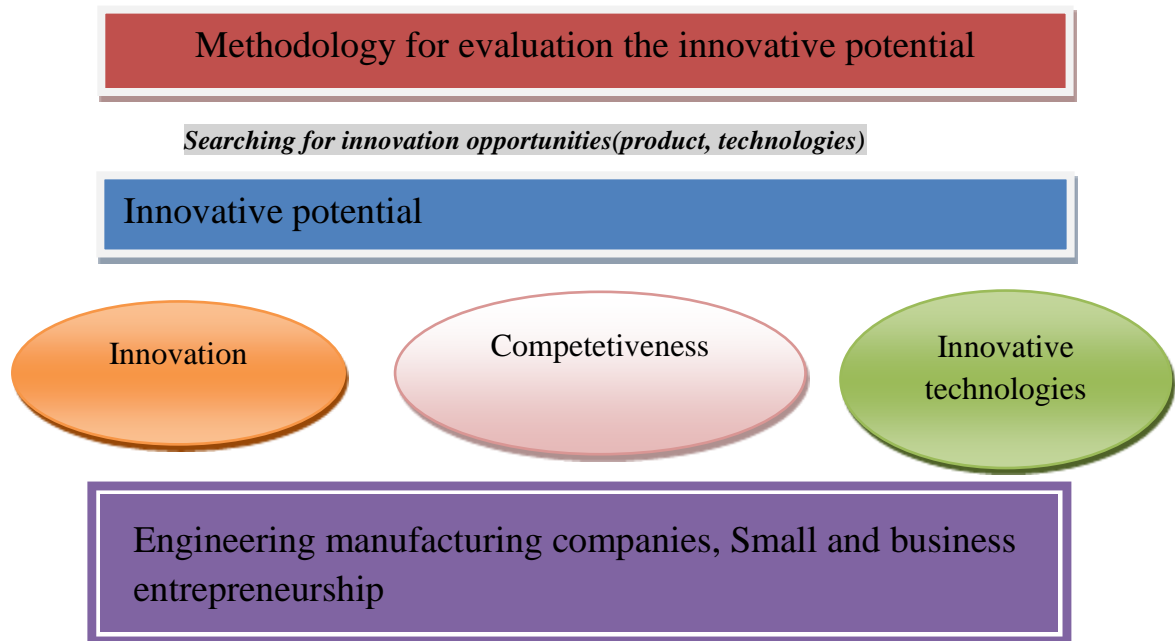 Methodology for evaluation the innovative potential
Searching for innovation opportunities(product, technologies)
Innovative potential
Innovation
Competetiveness
Innovative
technologies
Engineering manufacturing companies, Small and business
entrepreneurship